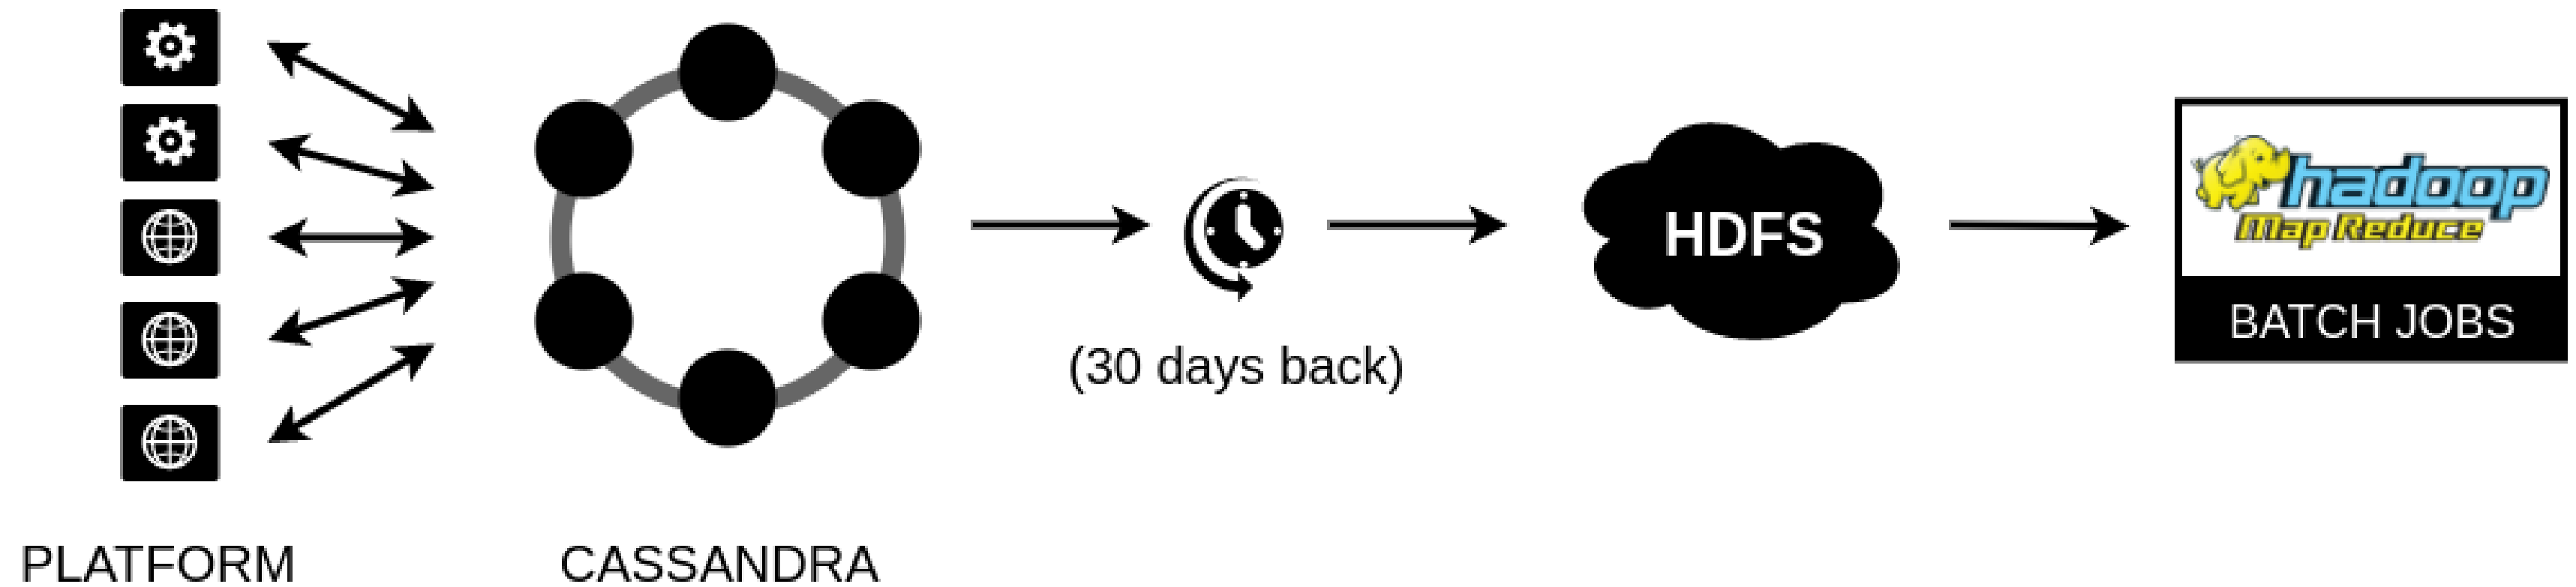 PLATFORM
CASSANDRA
(30 days back)
HDFS
hadoop
Map Reduce
BATCH JOBS